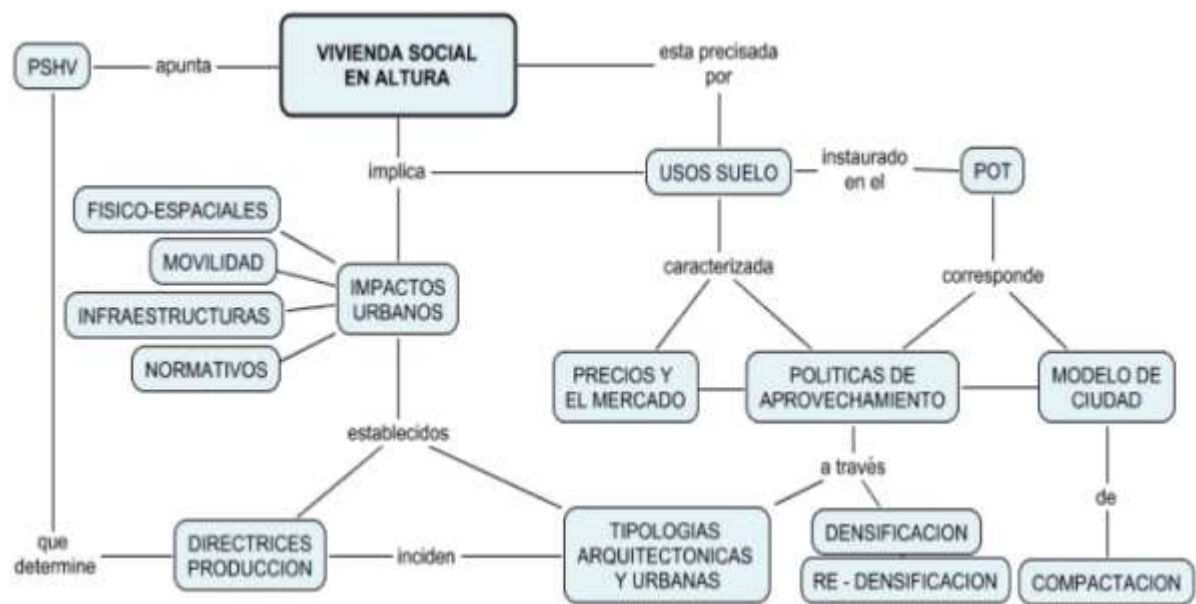 VIVIENDA SOCIAL
EN ALTURA
PSHV
apunta
esta precisada
por
implica
USOS SUELO
instaurado
en el
POT
FISICO-ESPACIALES
MOVILIDAD
INFRAESTRUCTURAS
NORMATIVOS
IMPACTOS
URBANOS
caracterizada
corresponde
PRECIOS Y
EL MERCADO
POLITICAS DE
APROVECHAMIENTO
MODELO DE
CIUDAD
establecidos
a través
de
que
determine
DIRECTRICES
PRODUCCION
inciden
TIPOLOGIAS
ARQUITECTONICAS
Y URBANAS
DENSIFICACION
RE - DENSIFICACION
COMPACTACION